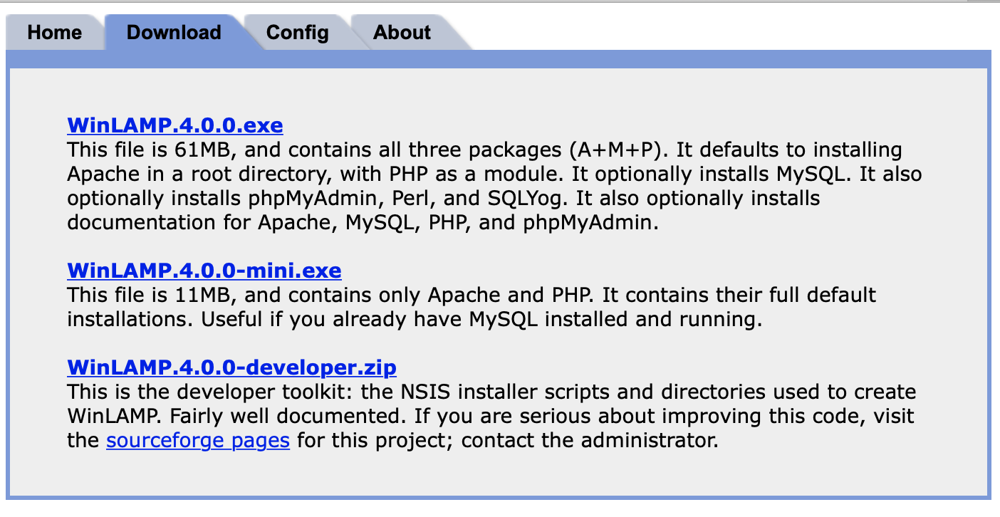 Home Download Config About
WinLAMP.4.0.0.exe
This file is 61MB, and contains all three packages (A+M+P). It defaults to installing
Apache in a root directory, with PHP as a module. It optionally installs MySQL. It also
optionally installs phpMyAdmin, Perl, and SQLYog. It also optionally installs
documentation for Apache, MySQL, PHP, and phpMyAdmin.
WinLAMP.4.0.0-mini.exe
This file is 11MB, and contains only Apache and PHP. It contains their full default
installations. Useful if you already have MySQL installed and running.
WinLAMP.4.0.0-developer.zip
This is the developer toolkit: the NSIS installer scripts and directories used to create
WinLAMP. Fairly well documented. If you are serious about improving this code, visit
the sourceforge pages for this project; contact the administrator.